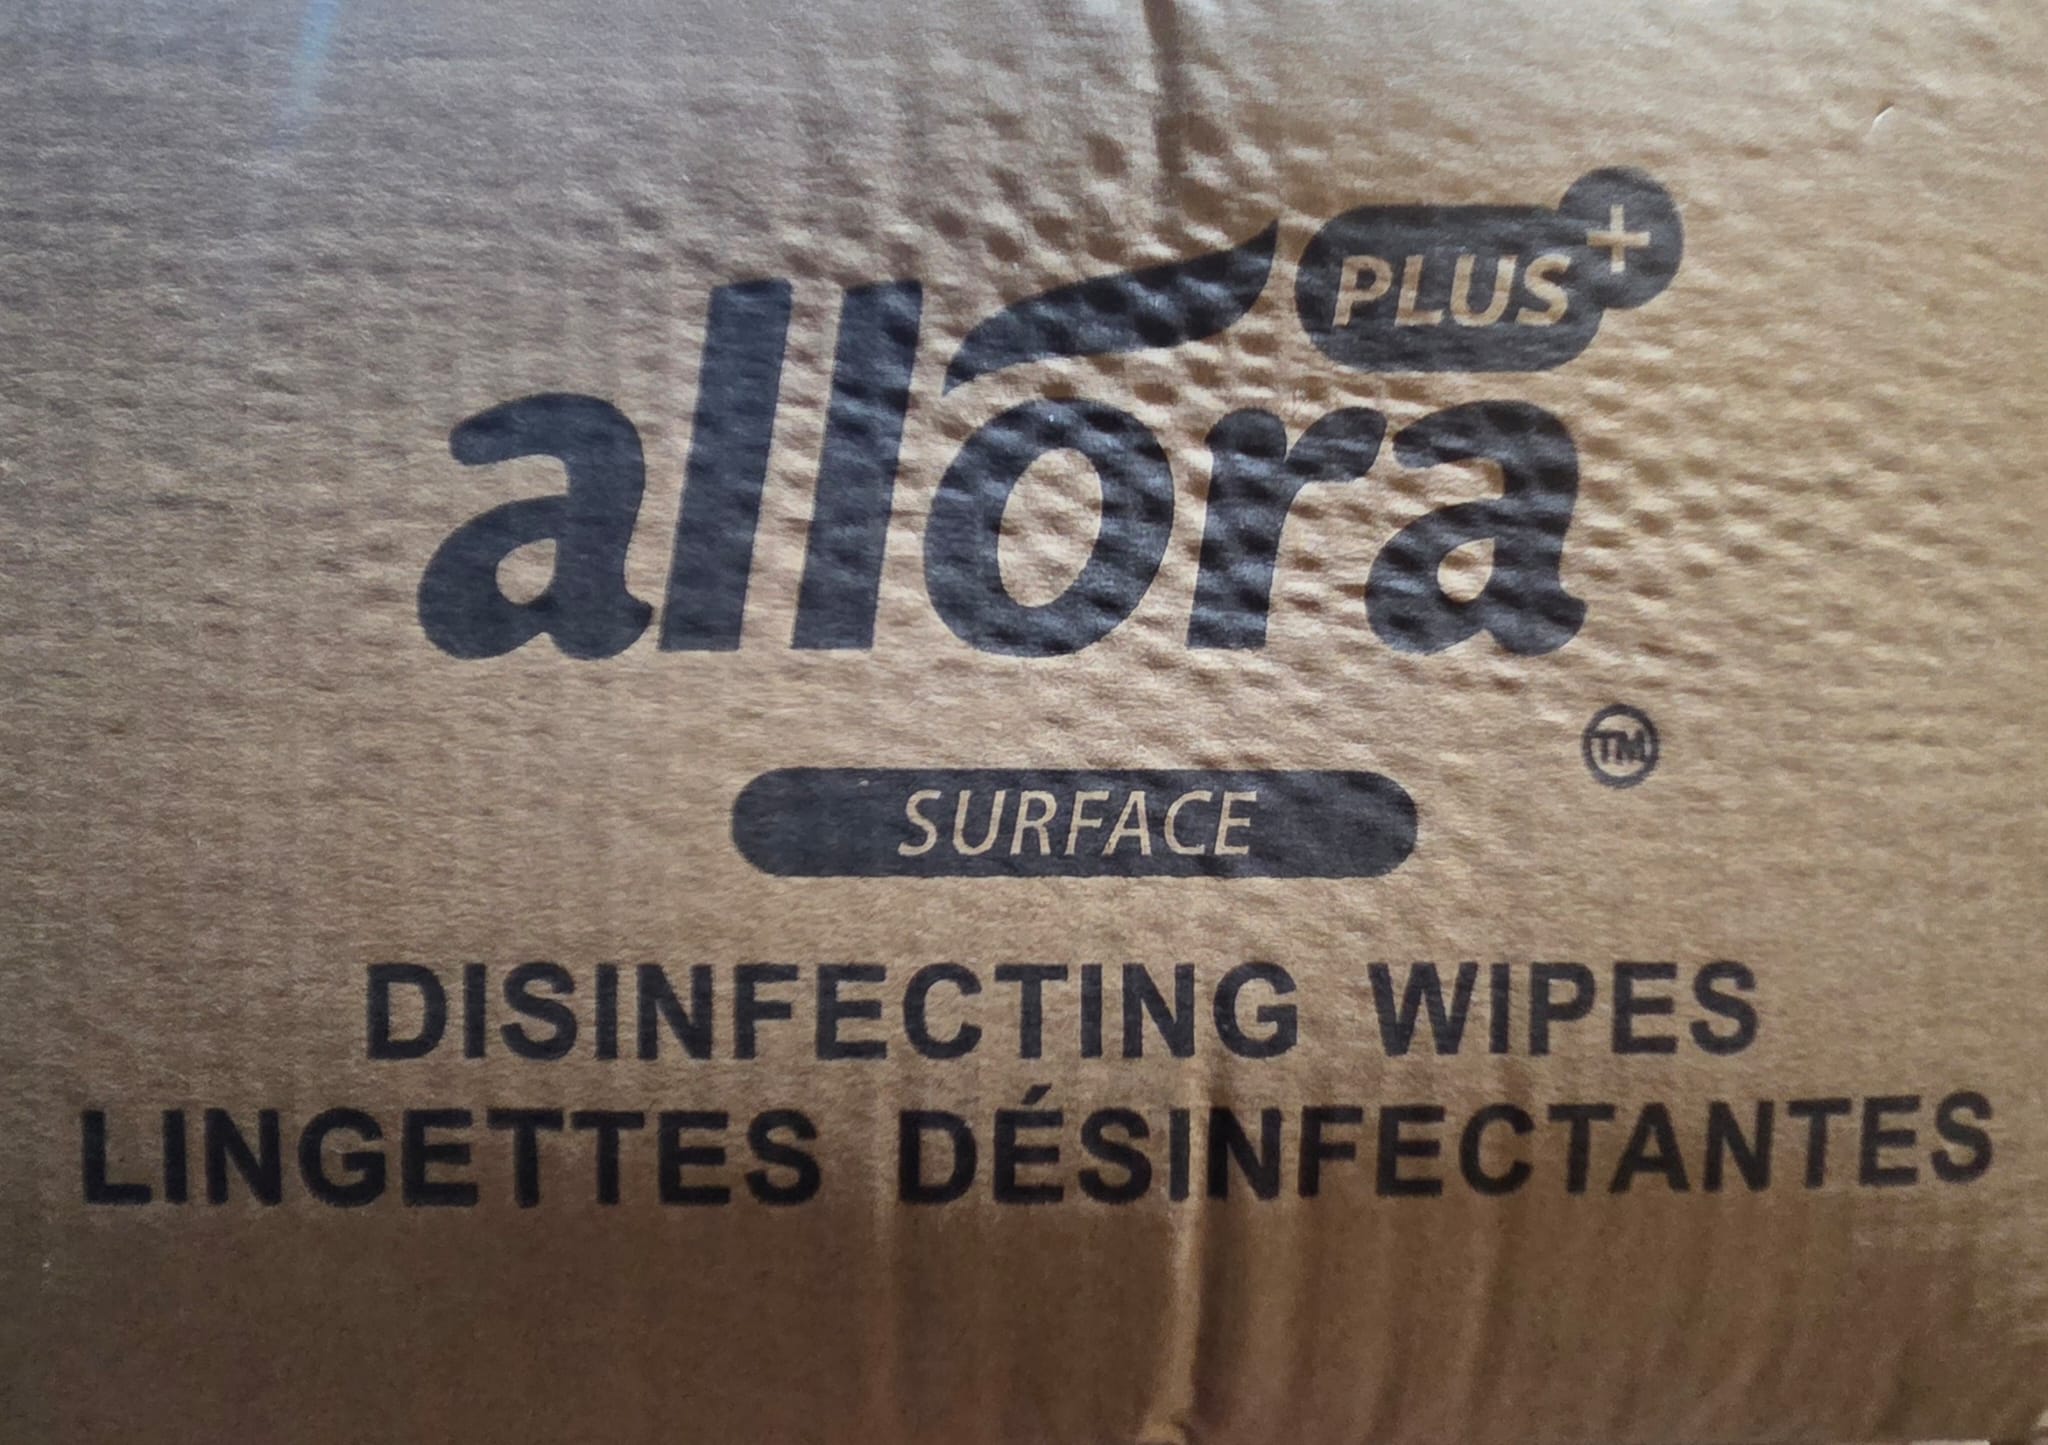 allora PLUS+
TM
SURFACE
DISINFECTING WIPES
LINGETTES DÉSINFECTANTES